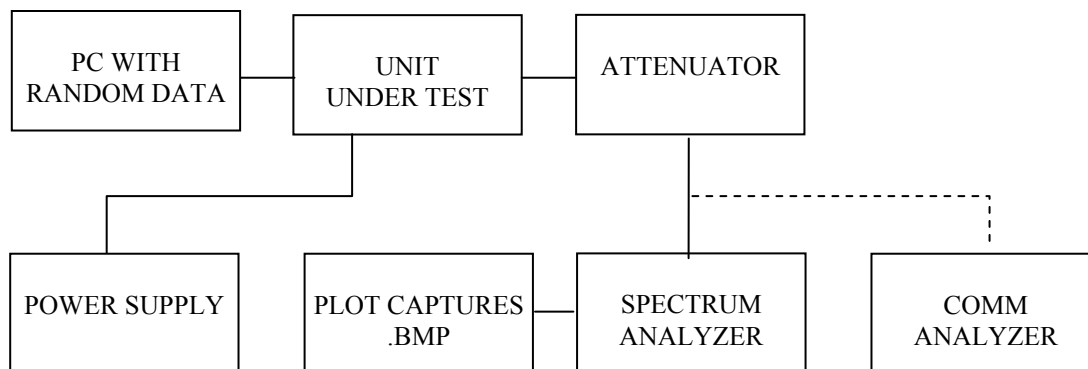 PC WITH
RANDOM DATA
UNIT
UNDER TEST
ATTENUATOR
POWER SUPPLY
PLOT CAPTURES
.BMP
SPECTRUM
ANALYZER
COMM
ANALYZER